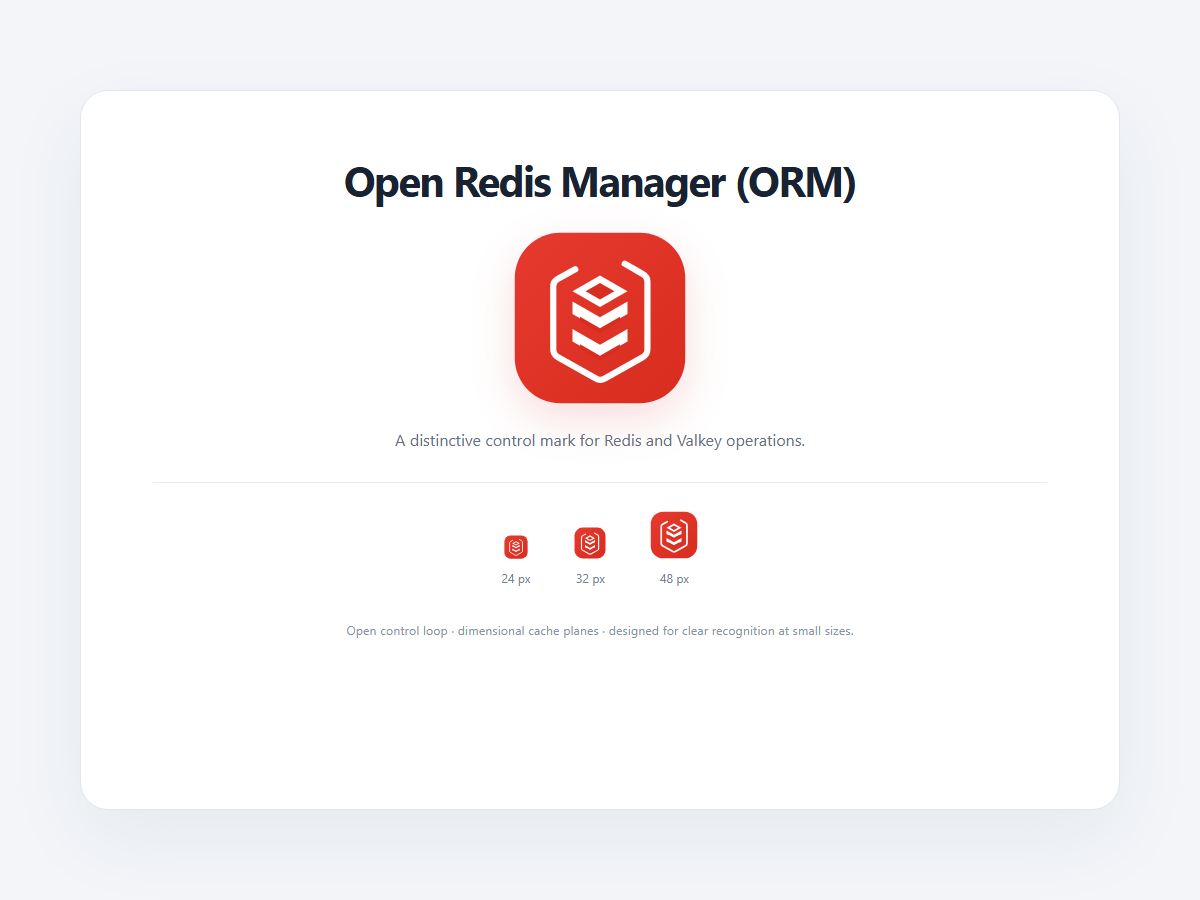 Open Redis Manager (ORM)
A distinctive control mark for Redis and Valkey operations.
24 px
32 px
48 px
Open control loop · dimensional cache planes · designed for clear recognition at small sizes.